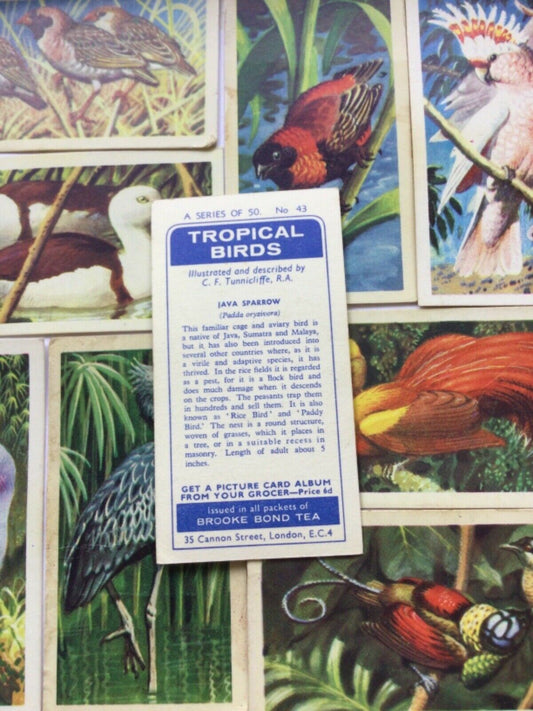 A SERIES OF 50. No 43
TROPICAL
BIRDS
Illustrated and described by
C. F. Tunnicliffe, R.A.
JAVA SPARROW
(Padda oryzivora)
This familiar cage and aviary bird is
a native of Java, Sumatra and Malaya,
but it has also been introduced into
several other countries where, as it is
a virile and adaptive species, it has
thrived. In the rice fields it is regarded
as a pest, for it is a flock bird and
does much damage when it descends
on the crops. The peasants trap them
in hundreds and sell them. It is also
known as 'Rice Bird' and 'Paddy
Bird.' The nest is a round structure,
woven of grasses, which it places in
a tree, or in a suitable recess in
masonry. Length of adult about 5
inches.
GET A PICTURE CARD ALBUM
FROM YOUR GROCER—Price 6d
issued in all packets of
BROOKE BOND TEA
35 Cannon Street, London, E.C.4